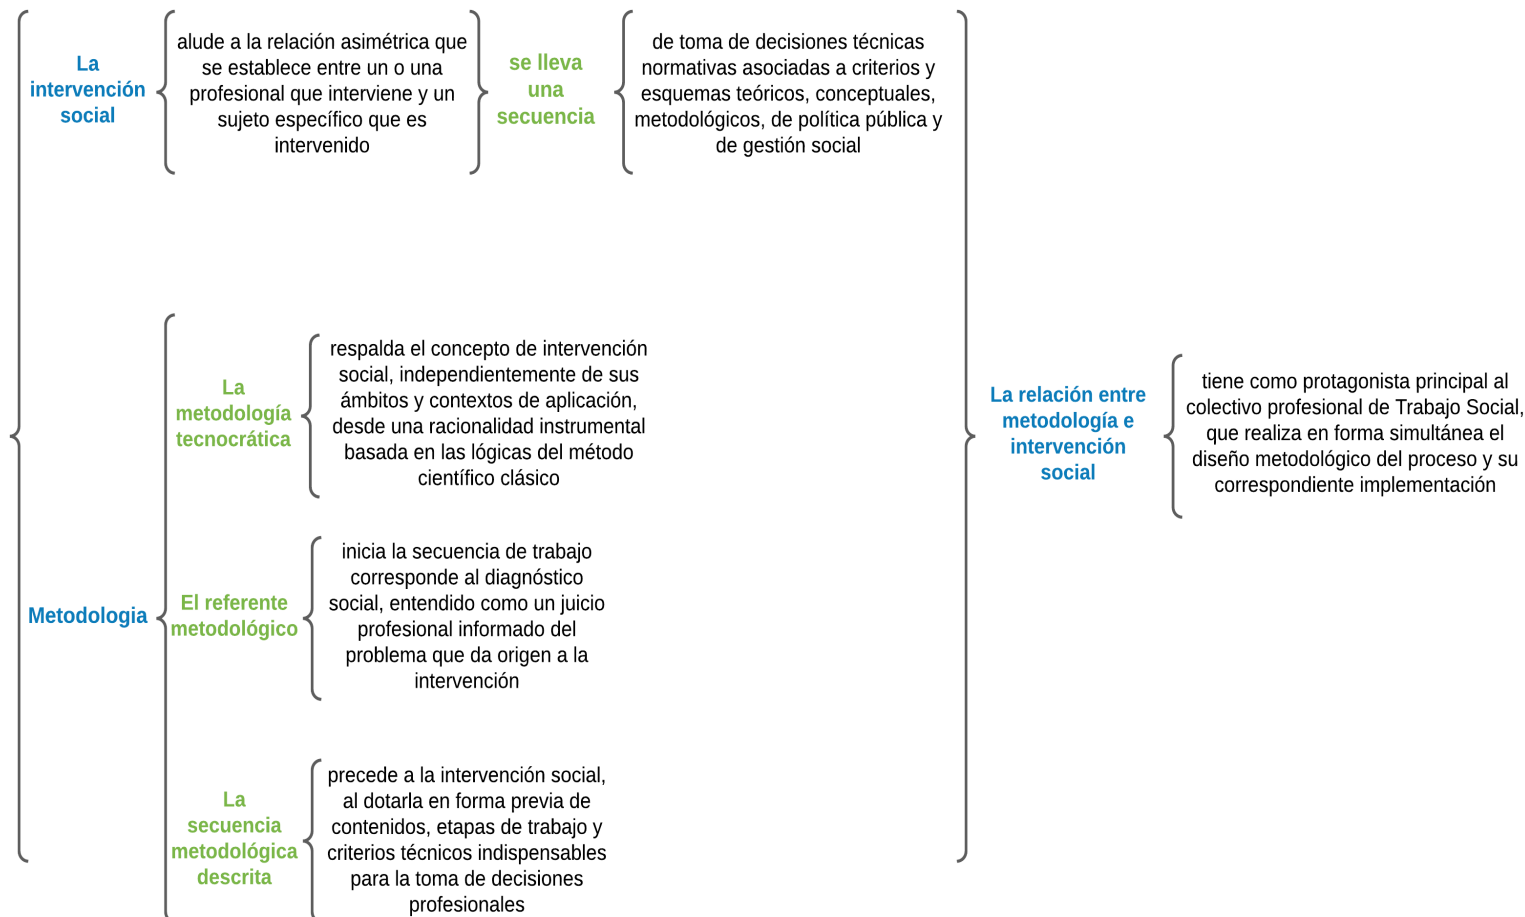 La
intervención
social
alude a la relación asimétrica que
se establece entre un o una
profesional que interviene y un
sujeto específico que es
intervenido
se lleva
una
secuencia
de toma de decisiones técnicas
normativas asociadas a criterios y
esquemas teóricos, conceptuales,
metodológicos, de política pública y
de gestión social
Metodologia
La
metodología
tecnocrática
respalda el concepto de intervención
social, independientemente de sus
ámbitos y contextos de aplicación,
desde una racionalidad instrumental
basada en las lógicas del método
científico clásico
El referente
metodológico
inicia la secuencia de trabajo
corresponde al diagnóstico
social, entendido como un juicio
profesional informado del
problema que da origen a la
intervención
La
secuencia
metodológica
descrita
precede a la intervención social,
al dotarla en forma previa de
contenidos, etapas de trabajo y
criterios técnicos indispensables
para la toma de decisiones
profesionales
La relación entre
metodología e
intervención
social
tiene como protagonista principal al
colectivo profesional de Trabajo Social,
que realiza en forma simultánea el
diseño metodológico del proceso y su
correspondiente implementación